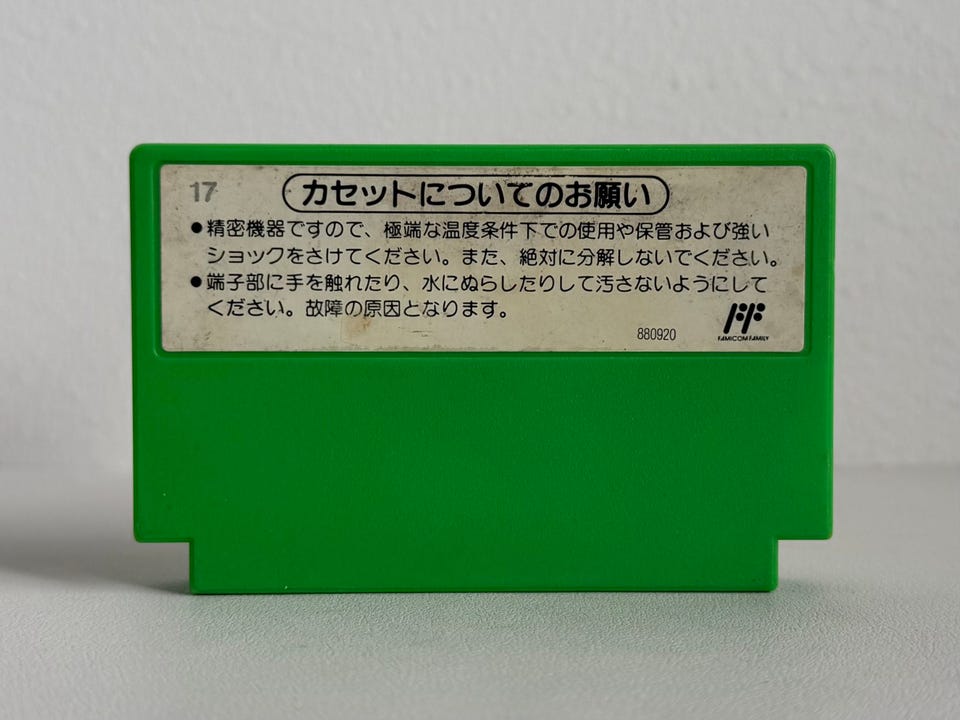 17
カセットについてのお願い
●精密機器ですので、極端な温度条件下での使用や保管および強い
ショックをさけてください。また、絶対に分解しないでください。
●端子部に手を触れたり、水にぬらしたりして汚さないようにして
ください。故障の原因となります。
880920
FAMICOM FAMILY